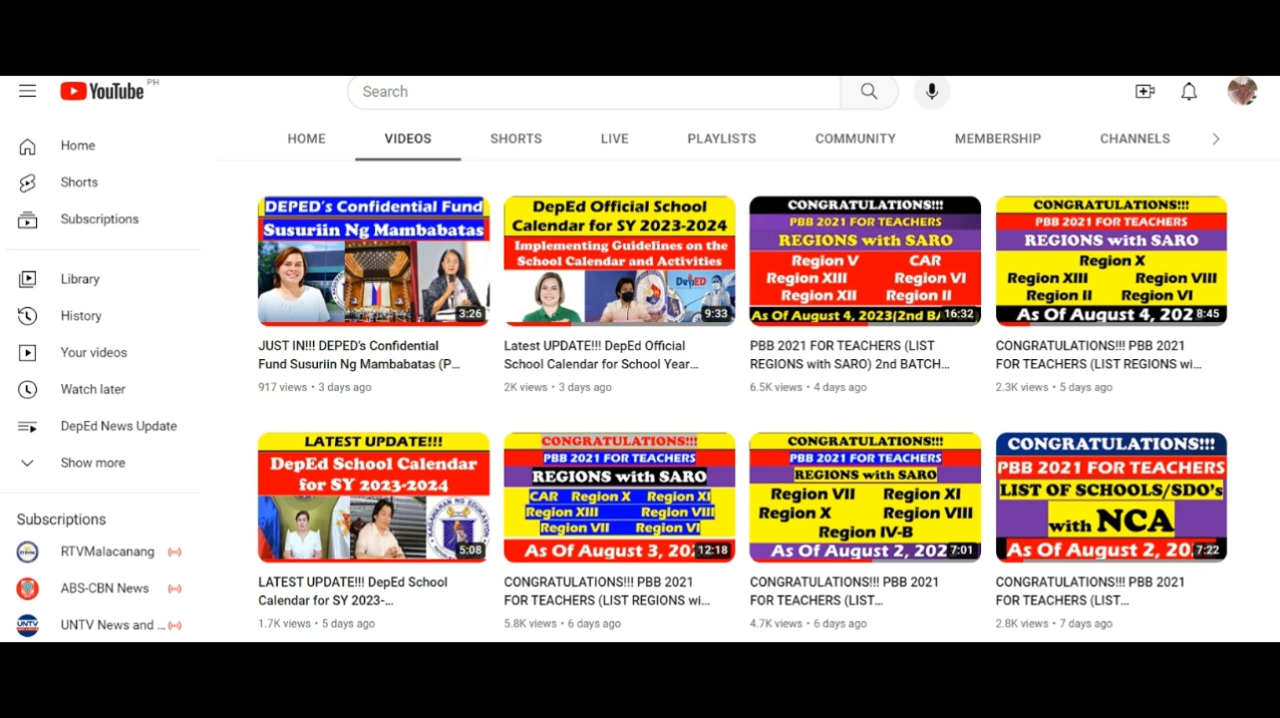 YouTube PH
Search
HOME VIDEOS SHORTS LIVE PLAYLISTS COMMUNITY MEMBERSHIP CHANNELS
Home
Shorts
Subscriptions
Library
History
Your videos
Watch later
DepEd News Update
Show more
Subscriptions
RTVMalacanang
ABS-CBN News
UNTV News and ...
DEPED's Confidential Fund
Susuriin Ng Mambabatas
3:26
JUST IN!!! DEPED's Confidential
Fund Susuriin Ng Mambabatas (P...
917 views • 3 days ago
DepEd Official School
Calendar for SY 2023-2024
Implementing Guidelines on the
School Calendar and Activities
DepED
9:33
Latest UPDATE!!! DepEd Official
School Calendar for School Year...
2K views • 3 days ago
CONGRATULATIONS!!!
PBB 2021 FOR TEACHERS
REGIONS with SARO
Region V CAR
Region XIII Region VI
Region XII Region II
As Of August 4, 2023(2nd BA
16:32
PBB 2021 FOR TEACHERS (LIST
REGIONS with SARO) 2nd BATCH...
6.5K views • 4 days ago
CONGRATULATIONS!!!
PBB 2021 FOR TEACHERS
REGIONS with SARO
Region X
Region XIII Region VIII
Region II Region VI
As Of August 4, 202
8:45
CONGRATULATIONS!!! PBB 2021
FOR TEACHERS (LIST REGIONS wi...
2.3K views • 5 days ago
LATEST UPDATE!!!
DepEd School Calendar
for SY 2023-2024
5:08
LATEST UPDATE!!! DepEd School
Calendar for SY 2023-...
1.7K views • 5 days ago
CONGRATULATIONS!!!
PBB 2021 FOR TEACHERS
REGIONS with SARO
CAR Region X Region XI
Region XIII Region VIII
Region VII Region VI
As Of August 3, 202
12:18
CONGRATULATIONS!!! PBB 2021
FOR TEACHERS (LIST REGIONS wi...
5.8K views • 6 days ago
CONGRATULATIONS!!!
PBB 2021 FOR TEACHERS
REGIONS with SARO
Region VII Region XI
Region X Region VIII
Region IV-B
As Of August 2, 202
7:01
CONGRATULATIONS!!! PBB 2021
FOR TEACHERS (LIST...
4.7K views • 6 days ago
CONGRATULATIONS!!!
PBB 2021 FOR TEACHERS
LIST OF SCHOOLS/SDO's
with NCA
As Of August 2, 20
7:22
CONGRATULATIONS!!! PBB 2021
FOR TEACHERS (LIST...
2.8K views • 7 days ago